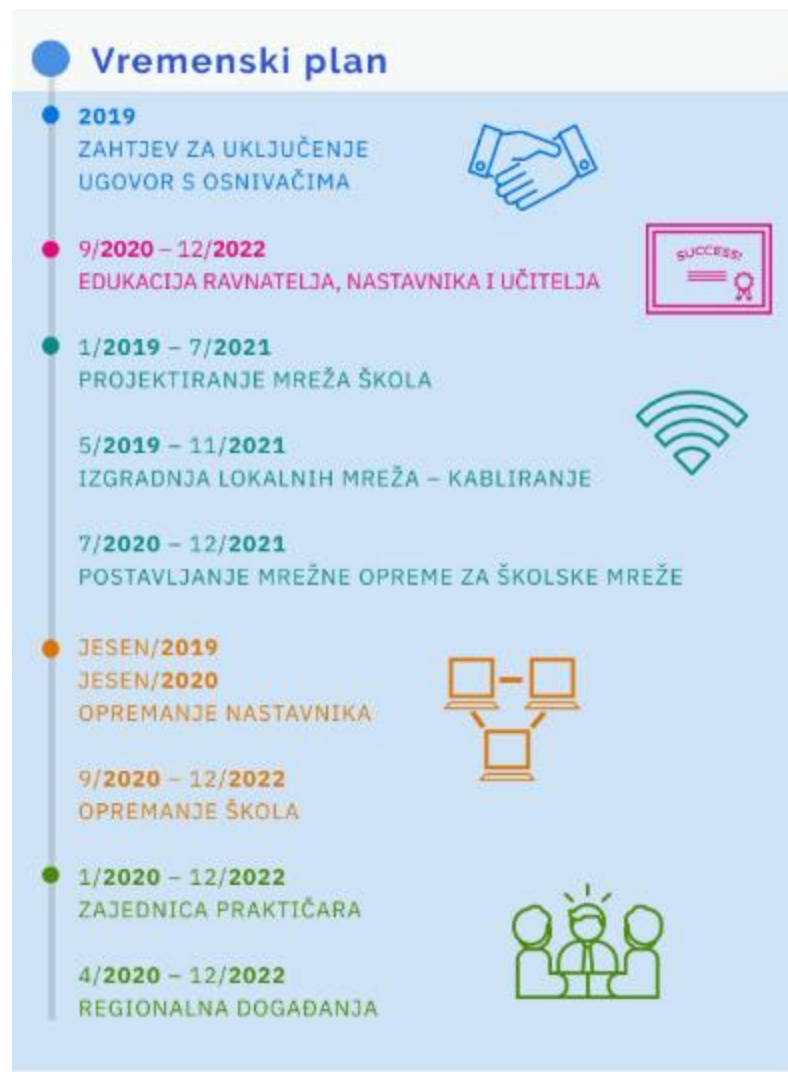 Vremenski plan
2019
ZAHTJEV ZA UKLJUČENJE
UGOVOR S OSNIVAČIMA
9/2020 – 12/2022
EDUKACIJA RAVNATELJA, NASTAVNIKA I UČITELJA
SUCCESS!
1/2019 – 7/2021
PROJEKTIRANJE MREŽA ŠKOLA
5/2019 – 11/2021
IZGRADNJA LOKALNIH MREŽA – KABLIRANJE
7/2020 – 12/2021
POSTAVLJANJE MREŽNE OPREME ZA ŠKOLSKE MREŽE
JESEN/2019
JESEN/2020
OPREMANJE NASTAVNIKA
9/2020 – 12/2022
OPREMANJE ŠKOLA
1/2020 – 12/2022
ZAJEDNICA PRAKTIČARA
4/2020 – 12/2022
REGIONALNA DOGAĐANJA